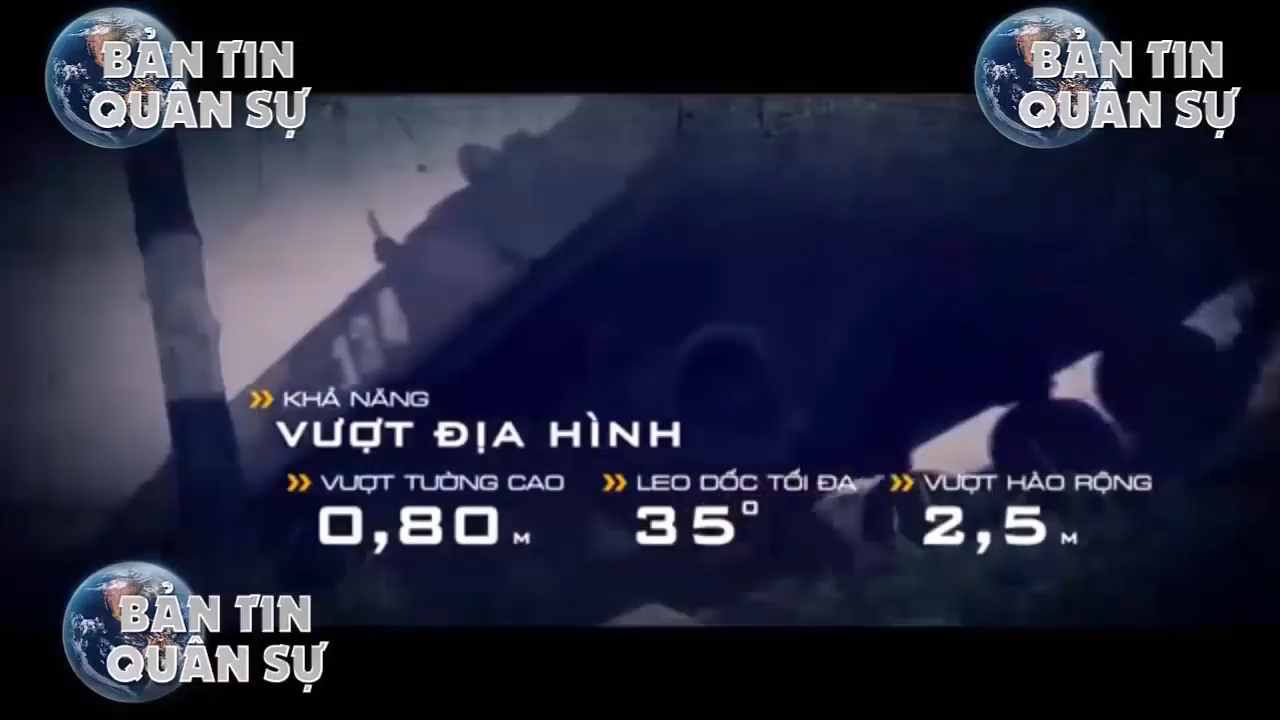 BẢN TIN
QUÂN SỰ
BẢN TIN
QUÂN SỰ
KHẢ NĂNG
VƯỢT ĐỊA HÌNH
VƯỢT TƯỜNG CAO
0,80 M
LEO DỐC TỐI ĐA
35°
VƯỢT HÀO RỘNG
2,5 M
BẢN TIN
QUÂN SỰ